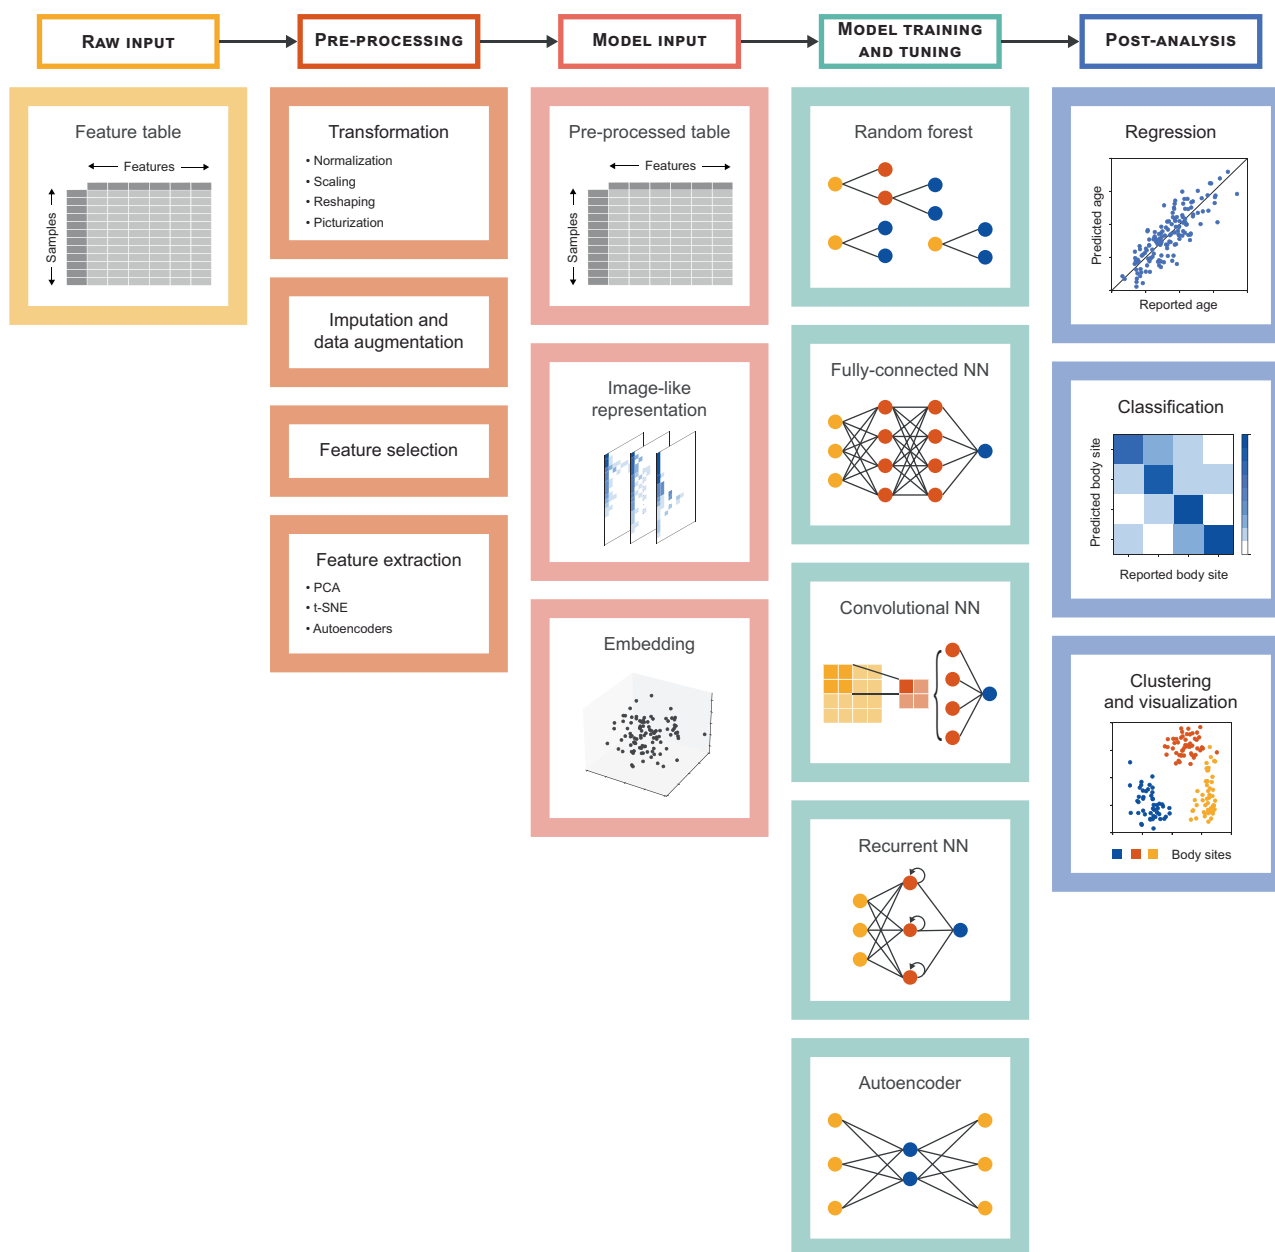 RAW INPUT
PRE-PROCESSING
MODEL INPUT
MODEL TRAINING
AND TUNING
POST-ANALYSIS
Feature table
Features
Samples
Transformation
• Normalization
• Scaling
• Reshaping
• Picturization
Imputation and
data augmentation
Feature selection
Feature extraction
• PCA
• t-SNE
• Autoencoders
Pre-processed table
Features
Samples
Image-like
representation
Embedding
Random forest
Fully-connected NN
Convolutional NN
Recurrent NN
Autoencoder
Regression
Predicted age
Reported age
Classification
Predicted body site
Reported body site
Clustering
and visualization
Body sites